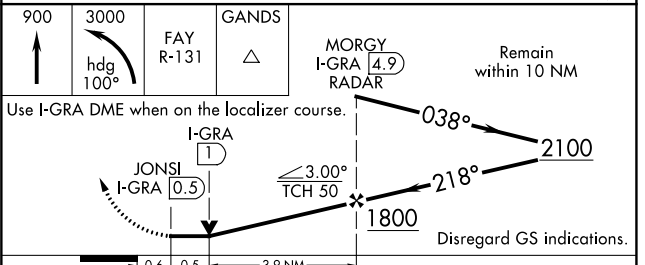 900
3000
hdg
100°
FAY
R-131
GANDS
MORGY
I-GRA 4.9
RADAR
Remain
within 10 NM
Use I-GRA DME when on the localizer course.
I-GRA
1
JONSI
I-GRA 0.5
038°
2100
3.00°
TCH 50
218°
1800
Disregard GS indications.
0.6 0.5 3.9 NM